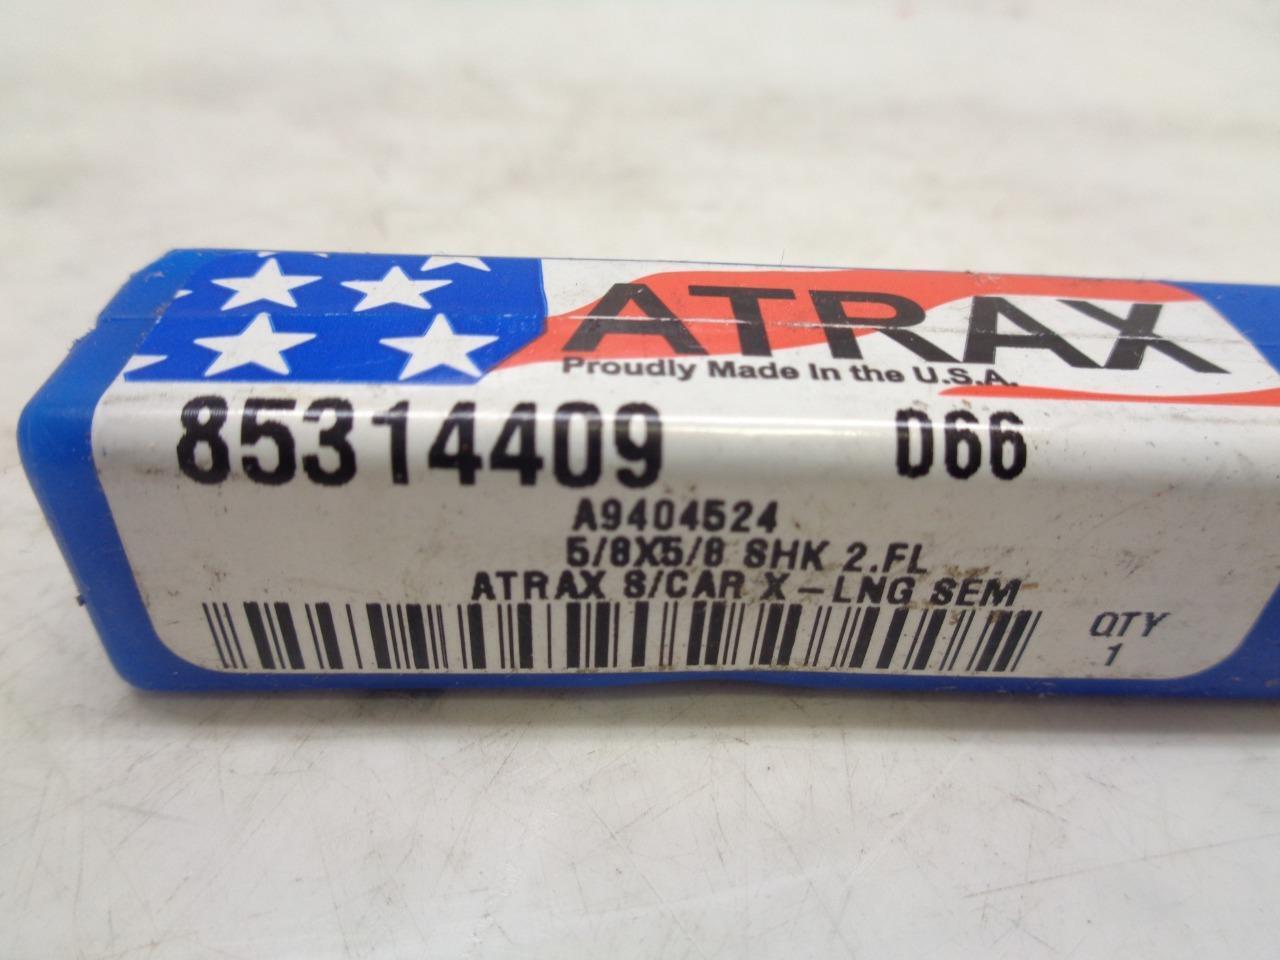 ATRAX
Proudly Made In the U.S.A.
85314409 D66
A9404524
5/8X5/8 SHK 2.FL
ATRAX S/CAR X-LNG SEM
QTY
1